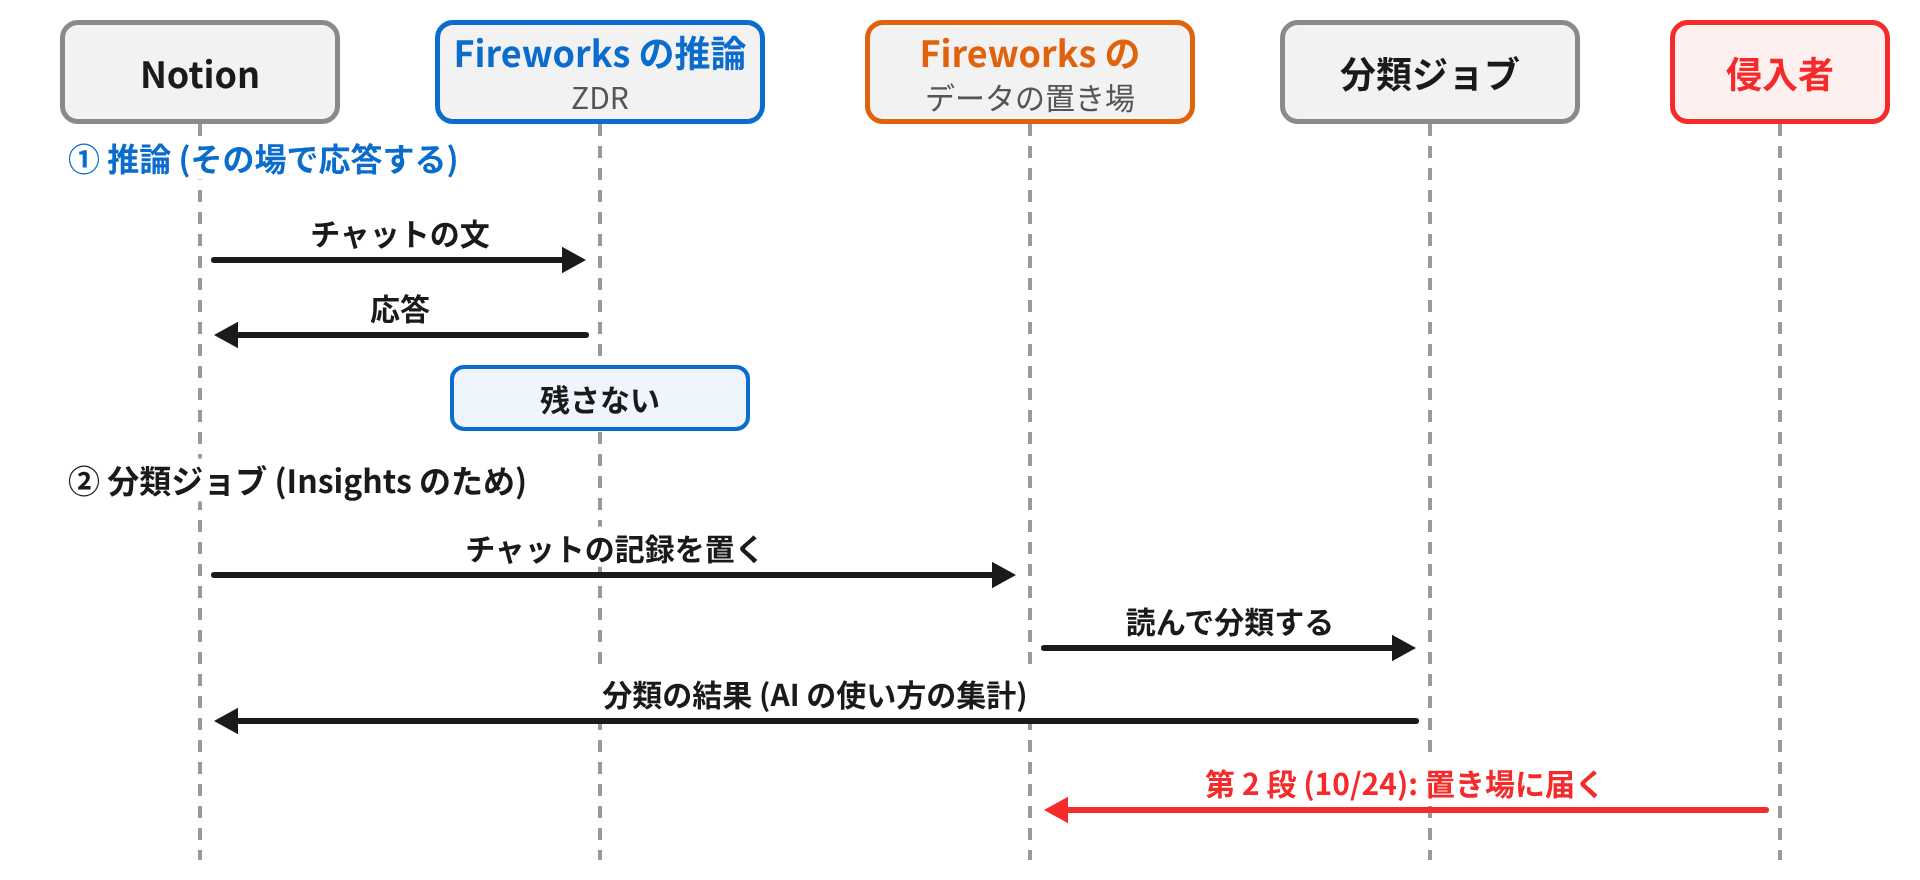 Notion
Fireworks の推論
ZDR
Fireworks の
データの置き場
分類ジョブ
侵入者
① 推論 (その場で応答する)
チャットの文
応答
残さない
② 分類ジョブ (Insights のため)
チャットの記録を置く
読んで分類する
分類の結果 (AI の使い方の集計)
第 2 段 (10/24): 置き場に届く